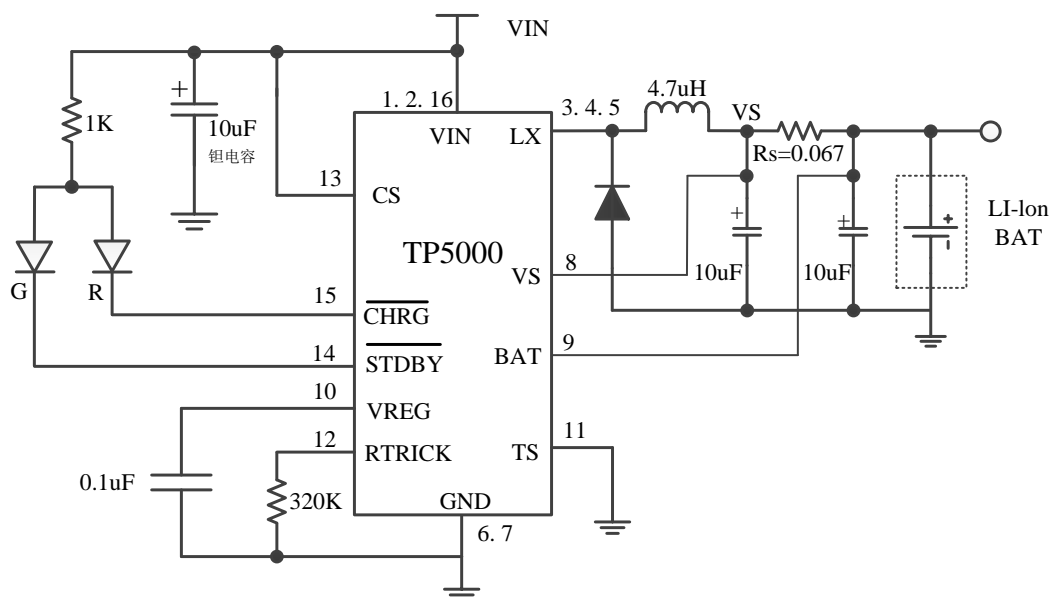 VIN
4.7uH
1. 2. 16
3. 4. 5
VS
1K
10uF
钽电容
VIN
LX
Rs=0.067
13
CS
LI-lon
BAT
TP5000
8
VS
10uF
10uF
G
R
15
CHRG
14
STDBY
9
BAT
10
VREG
12
RTRICK
11
TS
0.1uF
320K
GND
6. 7